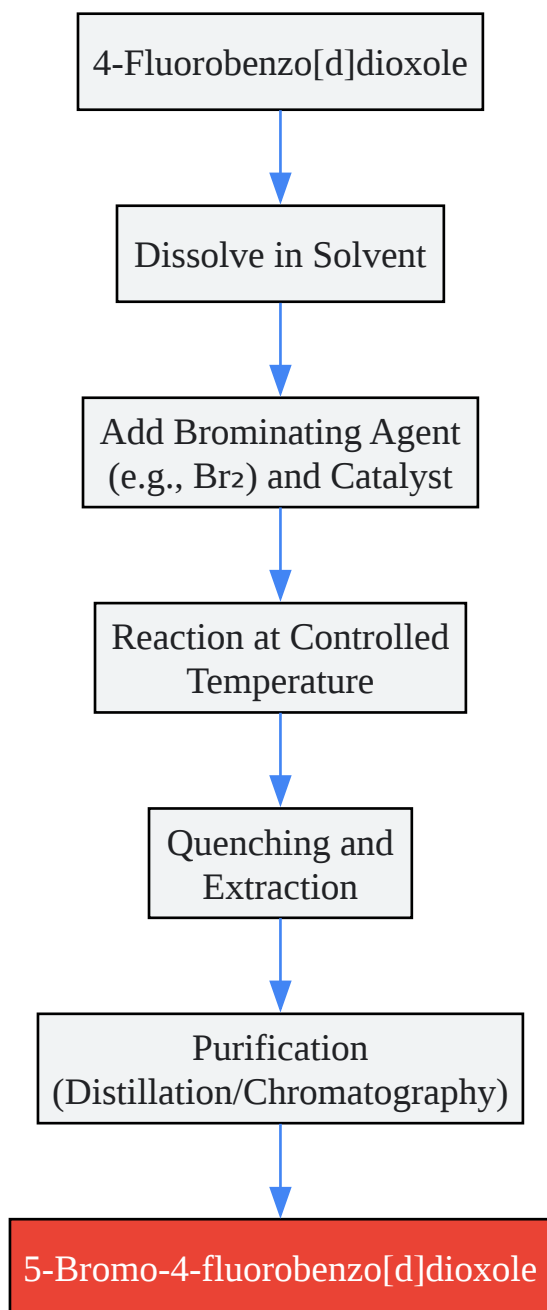 4-Fluorobenzo[d]dioxole
Dissolve in Solvent
Add Brominating Agent
(e.g., Br₂) and Catalyst
Reaction at Controlled
Temperature
Quenching and
Extraction
Purification
(Distillation/Chromatography)
5-Bromo-4-fluorobenzo[d]dioxole